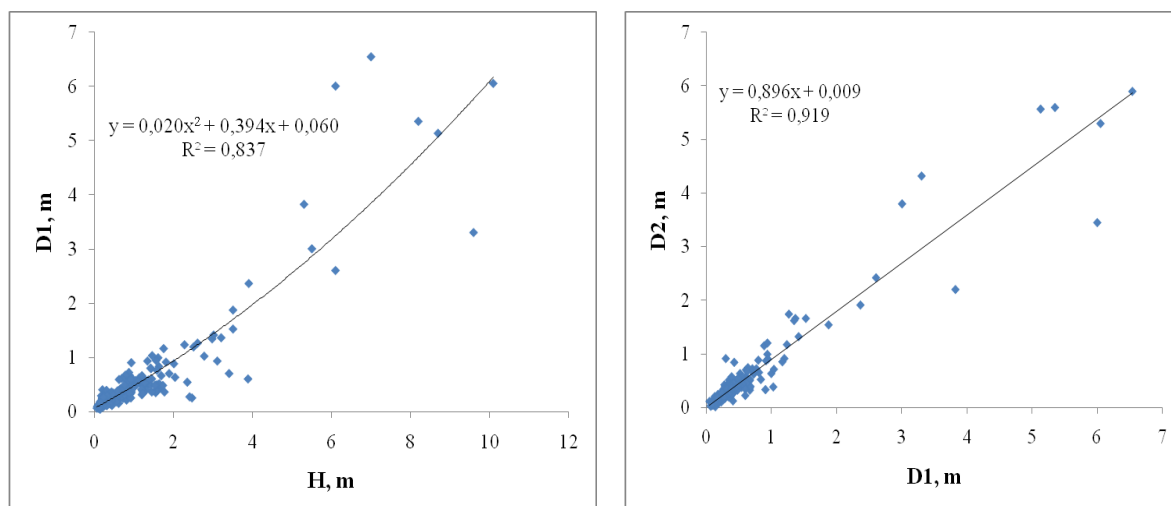 7
6
5
4
3
2
1
0
D1, m
y = 0,020x² + 0,394x + 0,060
R² = 0,837
0 2 4 6 8 10 12
H, m
7
6
5
4
3
2
1
0
D2, m
y = 0,896x + 0,009
R² = 0,919
0 1 2 3 4 5 6 7
D1, m